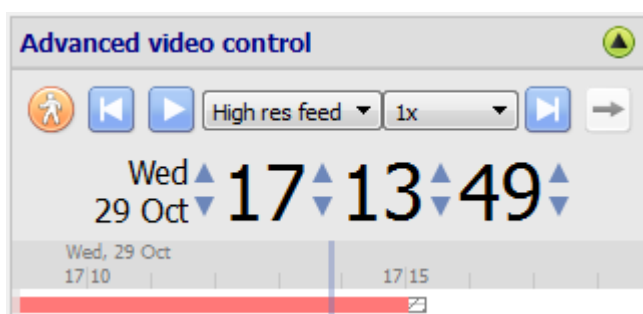 Advanced video control
High res feed 1x
Wed
29 Oct 17 13 49
Wed, 29 Oct
17 10 17 15